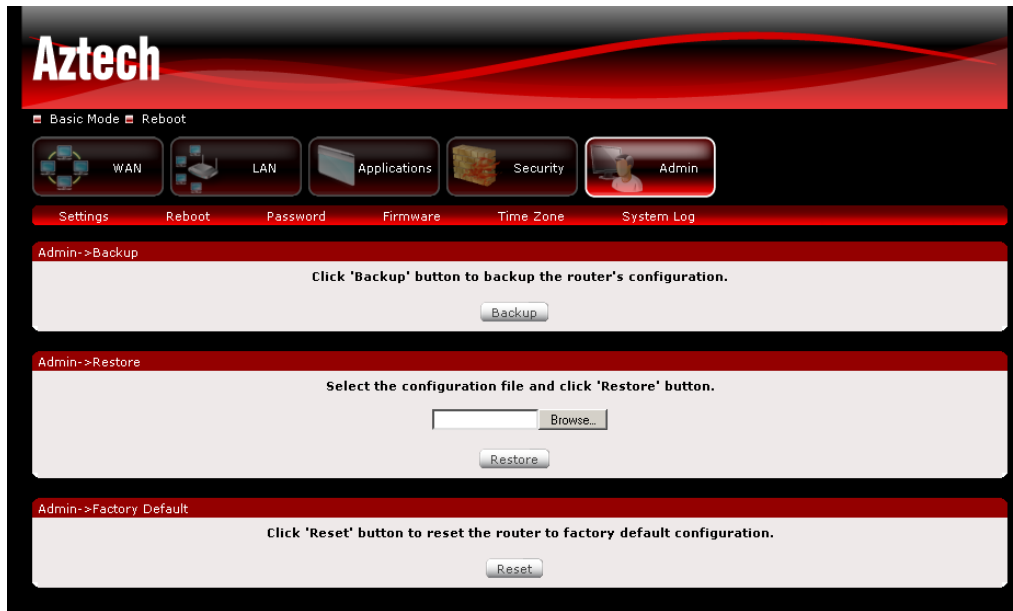 Aztech
Basic Mode Reboot
WAN LAN Applications Security Admin
Settings Reboot Password Firmware Time Zone System Log
Admin->Backup
Click 'Backup' button to backup the router's configuration.
Backup
Admin->Restore
Select the configuration file and click 'Restore' button.
Browse...
Restore
Admin->Factory Default
Click 'Reset' button to reset the router to factory default configuration.
Reset